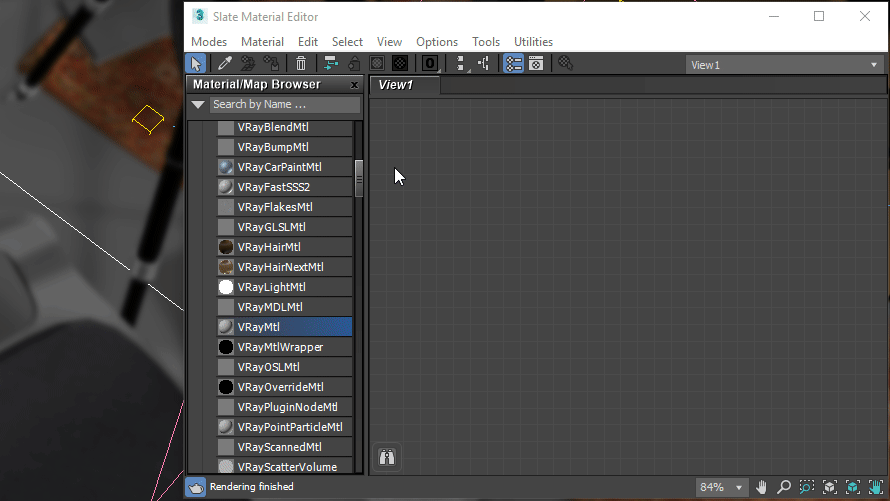 3 Slate Material Editor
Modes Material Edit Select View Options Tools Utilities
0 View1
Material/Map Browser x View1
Search by Name ...
VRayBlendMtl
VRayBumpMtl
VRayCarPaintMtl
VRayFastSSS2
VRayFlakesMtl
VRayGLSLMtl
VRayHairMtl
VRayHairNextMtl
VRayLightMtl
VRayMDLMtl
VRayMtl
VRayMtlWrapper
VRayOSLMtl
VRayOverrideMtl
VRayPluginNodeMtl
VRayPointParticleMtl
VRayScannedMtl
VRayScatterVolume
Rendering finished 84%